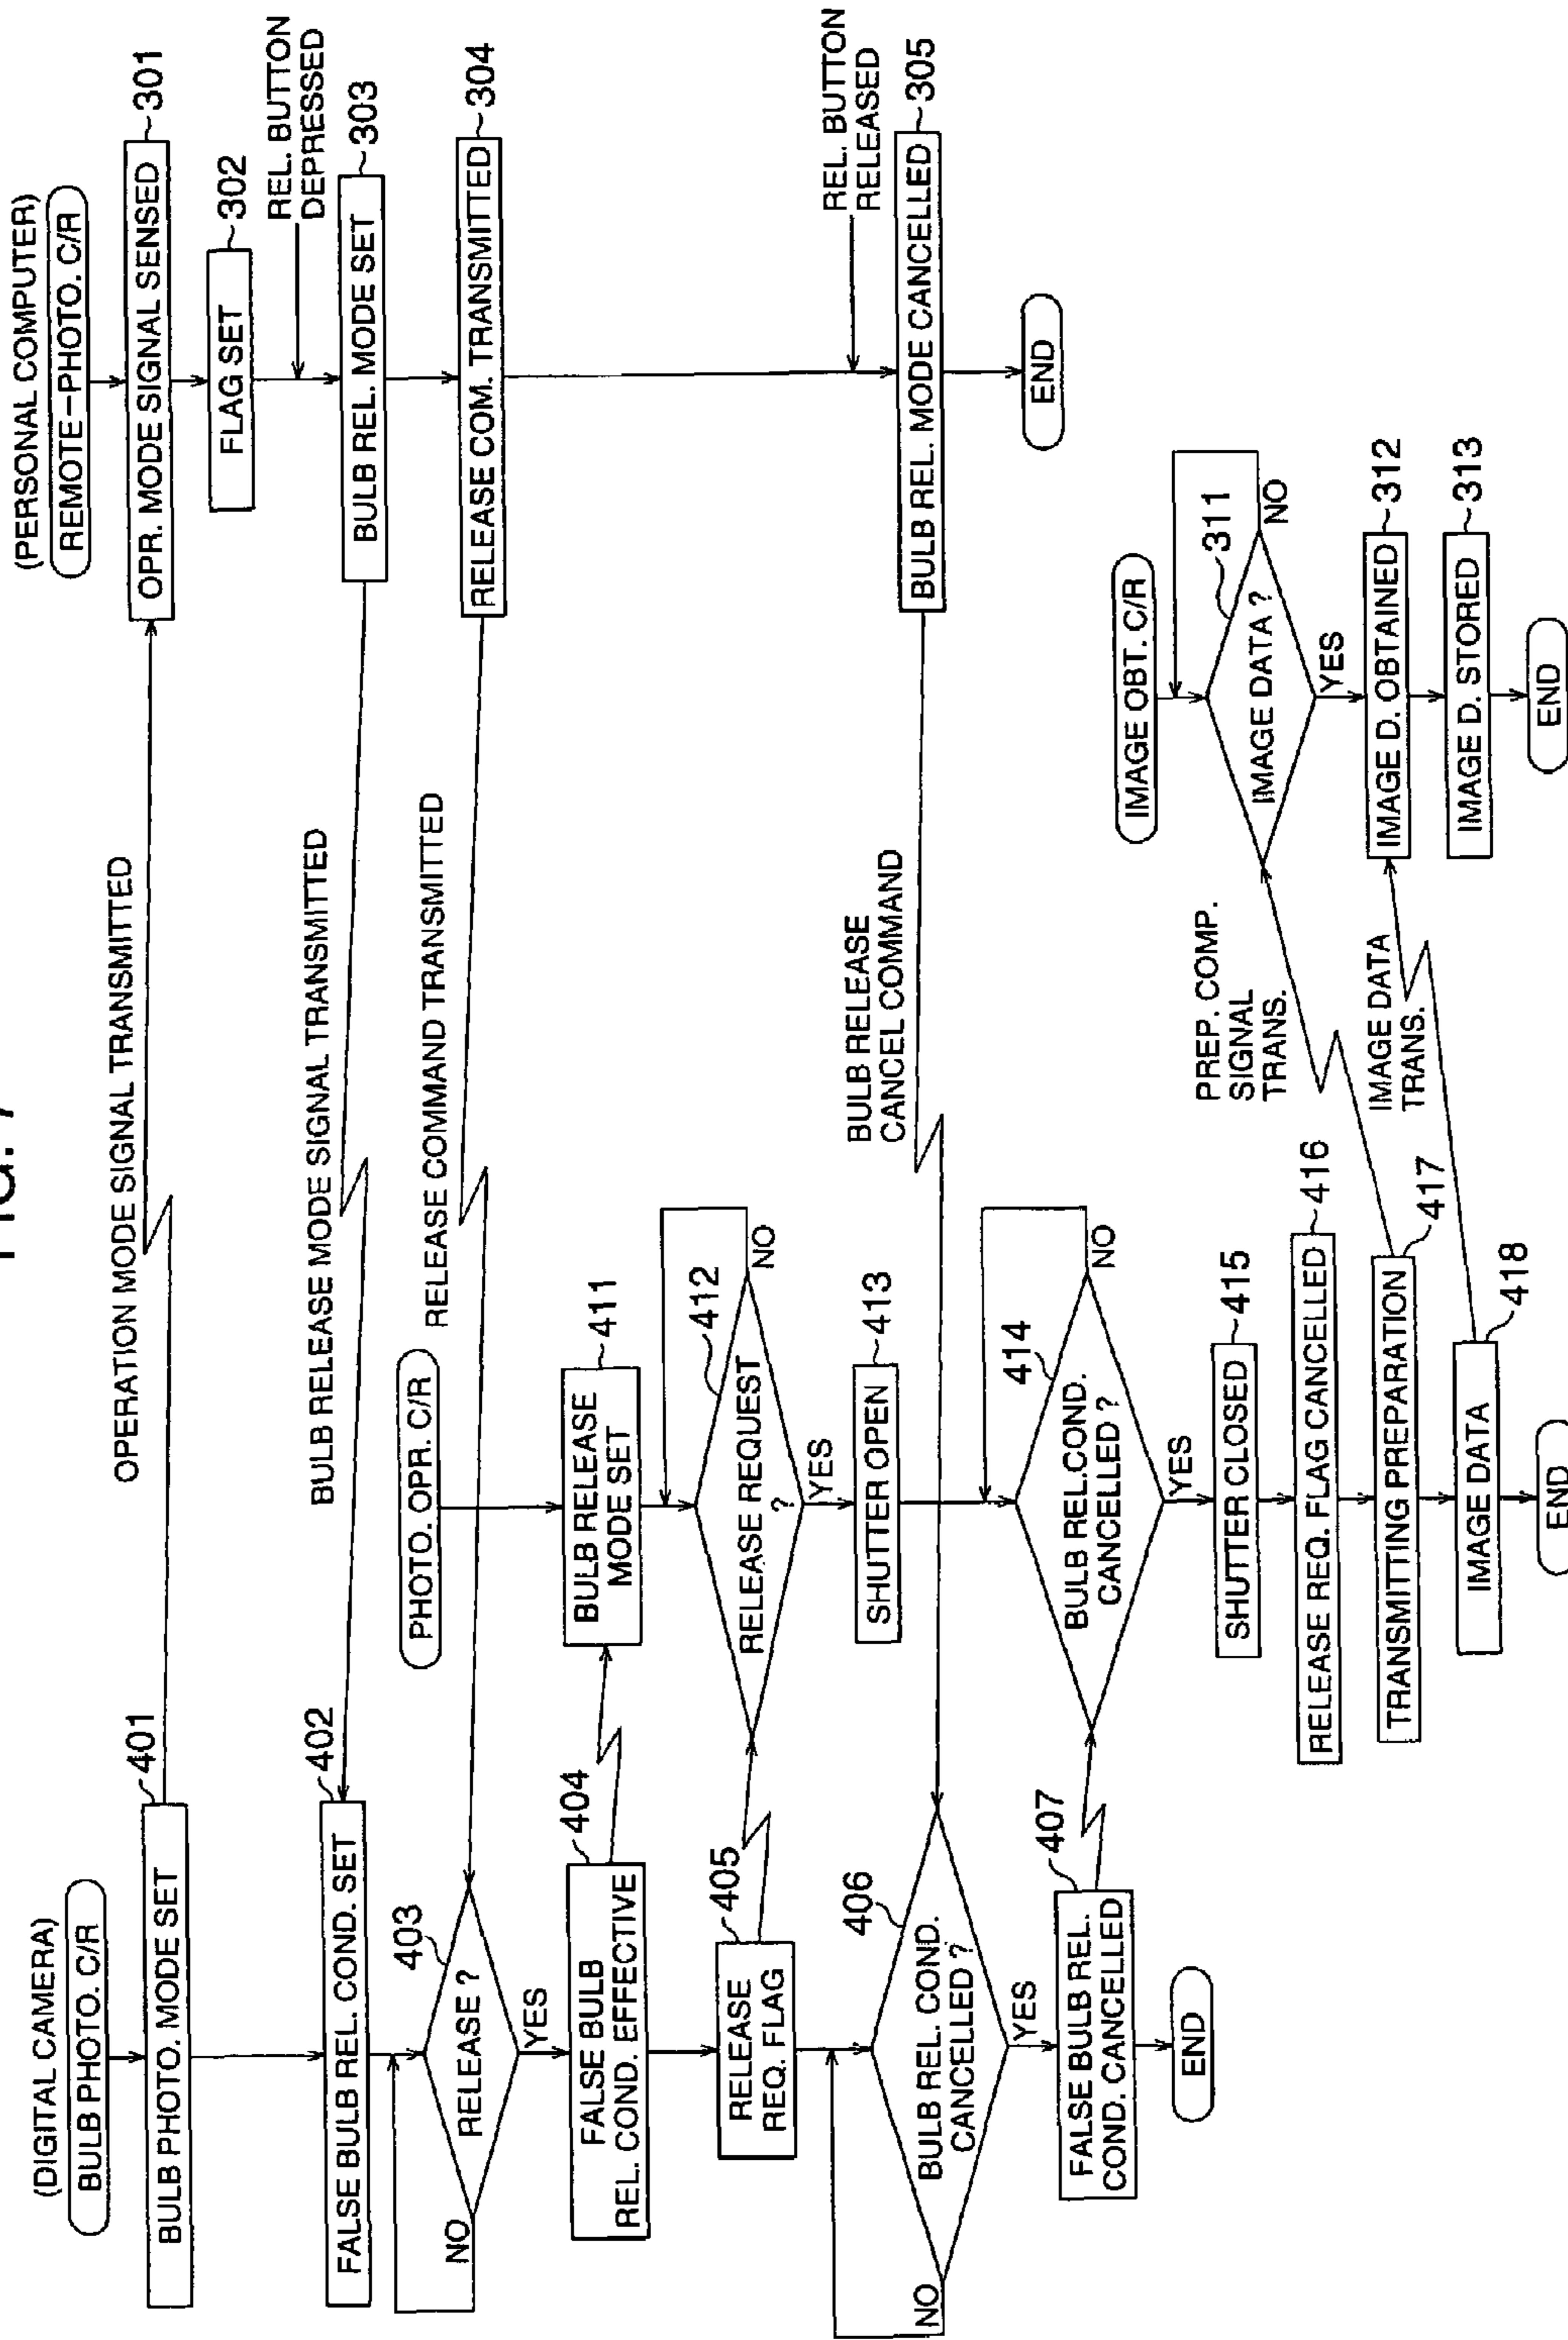 FIG. 7
(DIGITAL CAMERA)
BULB PHOTO. C/R
BULB PHOTO. MODE SET
401
OPERATION MODE SIGNAL TRANSMITTED
(PERSONAL COMPUTER)
REMOTE-PHOTO. C/R
OPR. MODE SIGNAL SENSED
301
FLAG SET
302
REL. BUTTON
DEPRESSED
FALSE BULB REL. COND. SET
402
BULB RELEASE MODE SIGNAL TRANSMITTED
BULB REL. MODE SET
303
RELEASE ?
403
NO
YES
RELEASE COMMAND TRANSMITTED
RELEASE COM. TRANSMITTED
304
PHOTO. OPR. C/R
FALSE BULB
REL. COND. EFFECTIVE
404
BULB RELEASE
MODE SET
411
RELEASE
REQ. FLAG
405
RELEASE REQUEST
?
412
NO
YES
SHUTTER OPEN
413
REL. BUTTON
RELEASED
BULB REL. COND.
CANCELLED ?
406
NO
YES
BULB RELEASE
CANCEL COMMAND
BULB REL. MODE CANCELLED
305
END
FALSE BULB REL.
COND. CANCELLED
407
END
BULB REL.COND.
CANCELLED ?
414
NO
YES
SHUTTER CLOSED
415
RELEASE REQ. FLAG CANCELLED
416
TRANSMITTING PREPARATION
417
IMAGE DATA
418
END
PREP. COMP.
SIGNAL
TRANS.
IMAGE DATA
TRANS.
IMAGE OBT. C/R
IMAGE DATA ?
311
NO
YES
IMAGE D. OBTAINED
312
IMAGE D. STORED
313
END